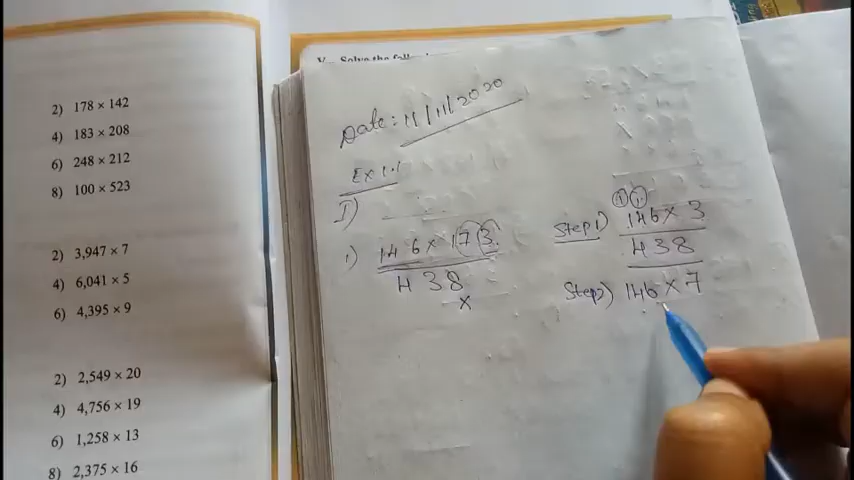 2) 178 × 142
4) 183 × 208
6) 248 × 212
8) 100 × 523
2) 3,947 × 7
4) 6,041 × 5
6) 4,395 × 9
2) 2,549 × 20
4) 4,756 × 19
6) 1,258 × 13
8) 2,375 × 16
V Solve the
Date: 11/11/2020
Ex 1.1
I)
1) 146 × 173
438
×
Step 1) 146 × 3
438
Step 2) 146 × 7